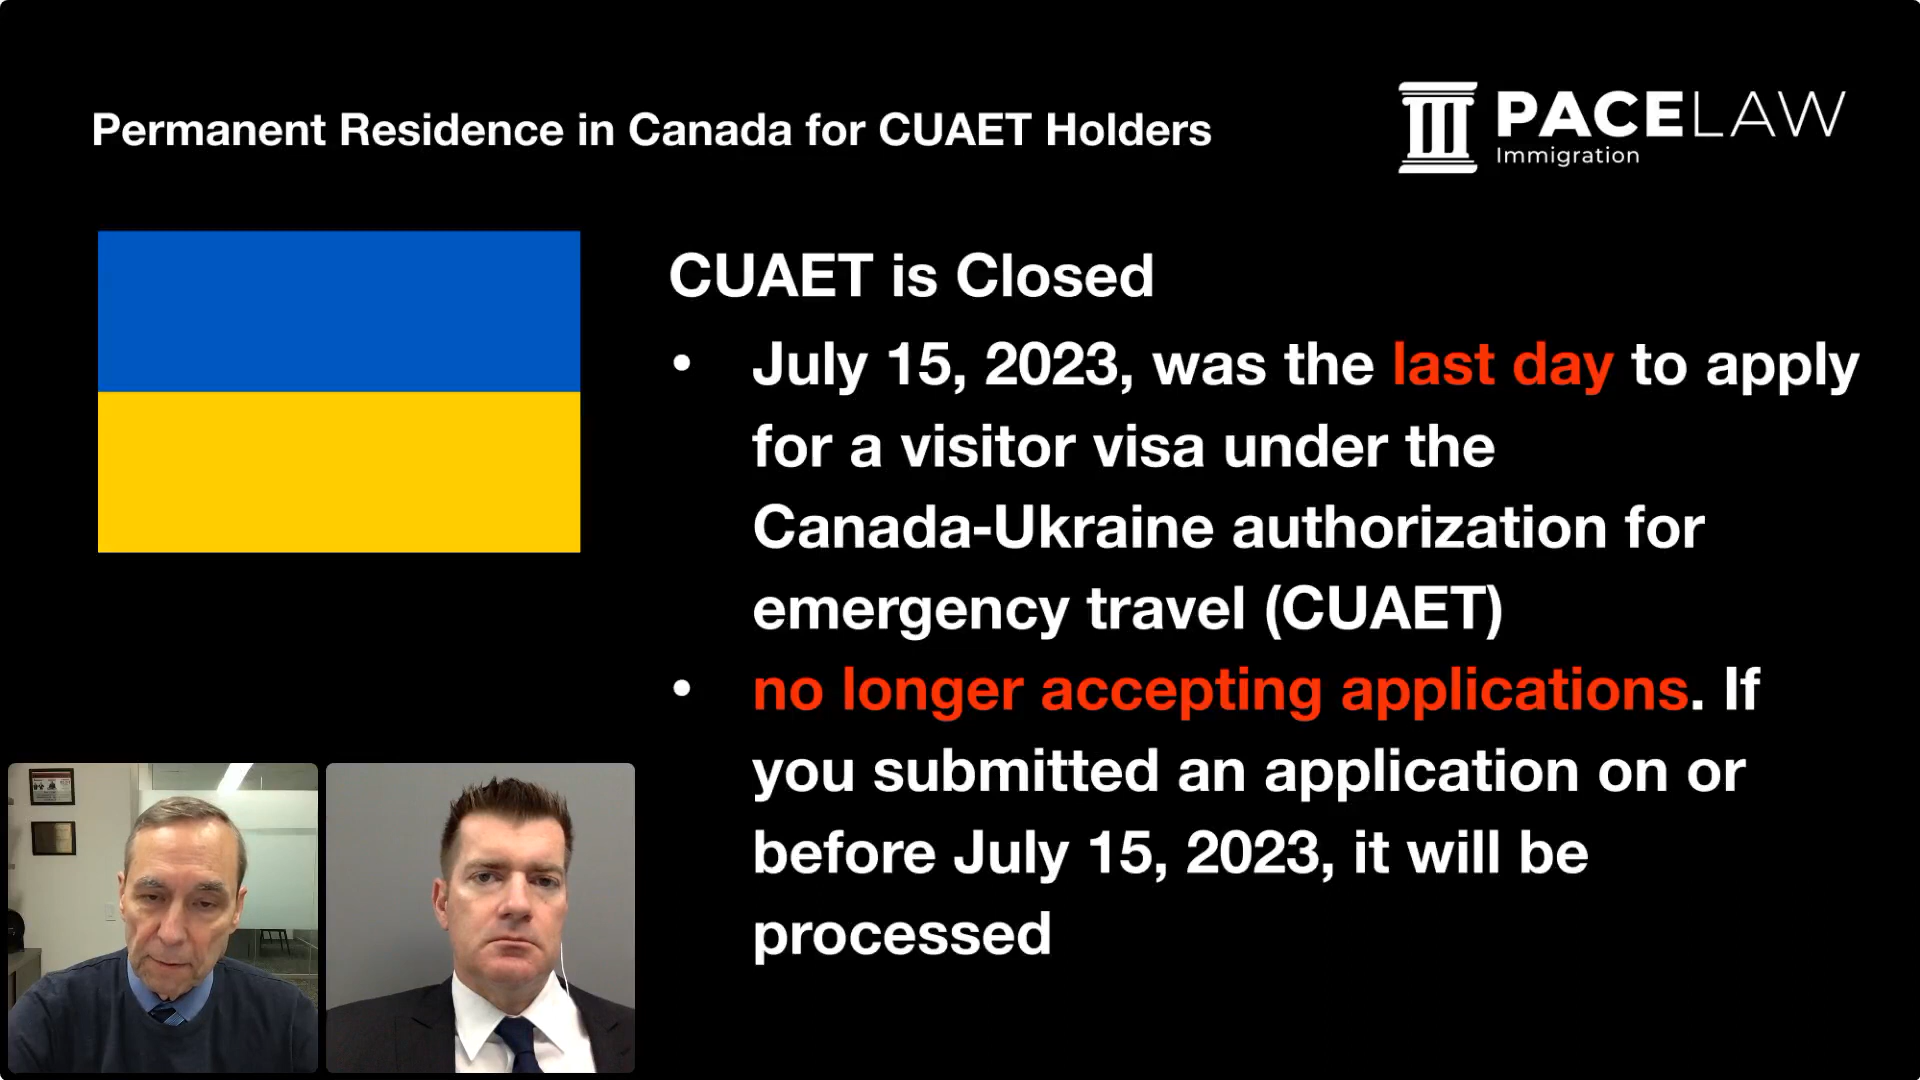 Permanent Residence in Canada for CUAET Holders
PACELAW
Immigration
CUAET is Closed
• July 15, 2023, was the last day to apply
for a visitor visa under the
Canada-Ukraine authorization for
emergency travel (CUAET)
• no longer accepting applications. If
you submitted an application on or
before July 15, 2023, it will be
processed